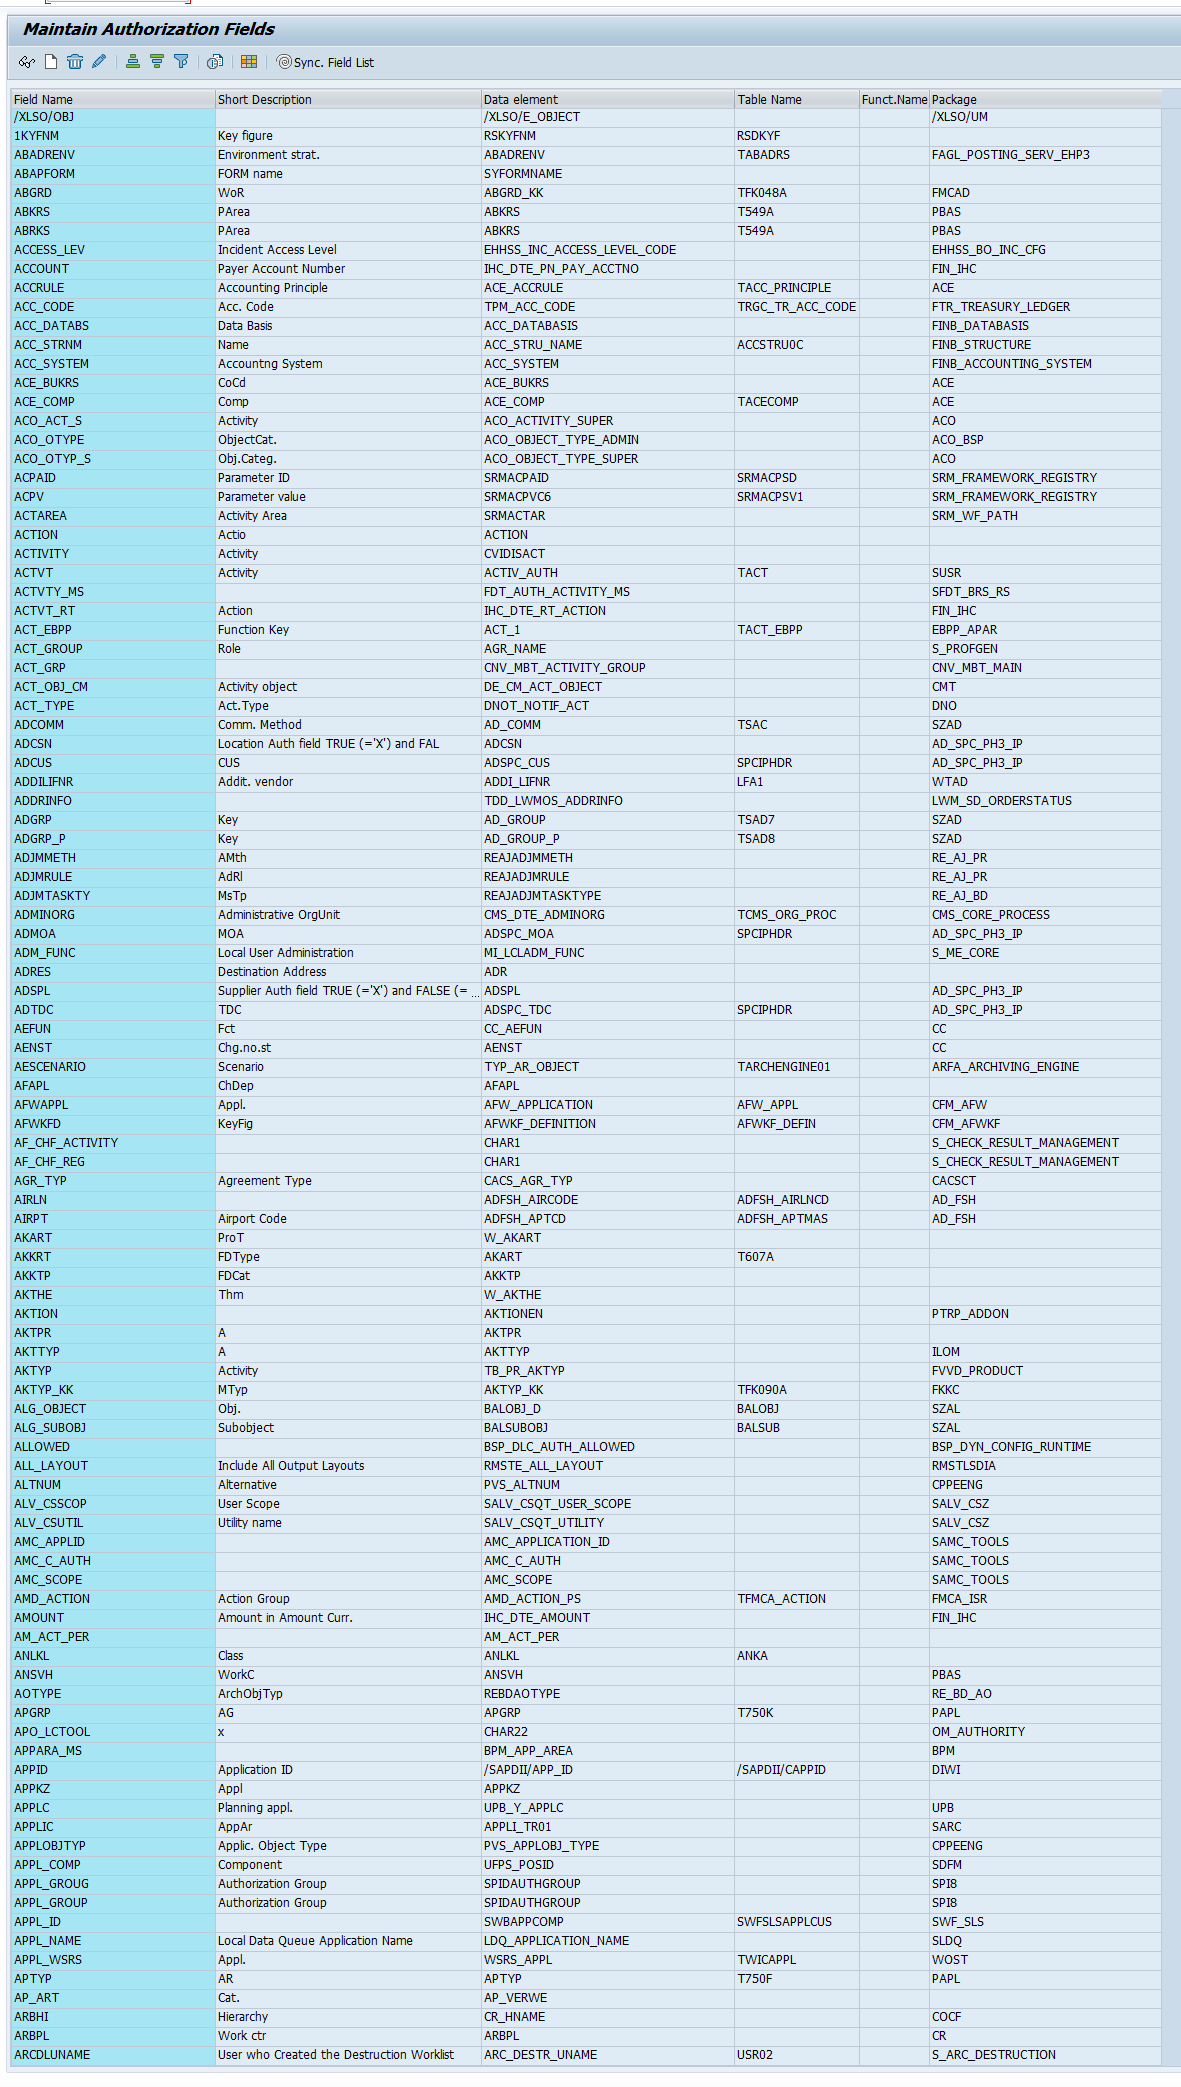 Maintain Authorization Fields
Sync. Field List
Field Name Short Description Data element Table Name Funct.Name Package
/XLSO/OBJ /XLSO/E_OBJECT /XLSO/UM
1KYFNM Key figure RSKYFNM RSDKYF
ABADRENV Environment strat. ABADRENV TABADRS FAGL_POSTING_SERV_EHP3
ABAPFORM FORM name SYFORMNAME
ABGRD WoR ABGRD_KK TFK048A FMCAD
ABKRS PArea ABKRS T549A PBAS
ABRKS PArea ABKRS T549A PBAS
ACCESS_LEV Incident Access Level EHHSS_INC_ACCESS_LEVEL_CODE EHHSS_BO_INC_CFG
ACCOUNT Payer Account Number IHC_DTE_PN_PAY_ACCTNO FIN_IHC
ACCRULE Accounting Principle ACE_ACCRULE TACC_PRINCIPLE ACE
ACC_CODE Acc. Code TPM_ACC_CODE TRGC_TR_ACC_CODE FTR_TREASURY_LEDGER
ACC_DATABS Data Basis ACC_DATABASIS FINB_DATABASIS
ACC_STRNM Name ACC_STRU_NAME ACCSTRU0C FINB_STRUCTURE
ACC_SYSTEM Accountng System ACC_SYSTEM FINB_ACCOUNTING_SYSTEM
ACE_BUKRS CoCd ACE_BUKRS ACE
ACE_COMP Comp ACE_COMP TACECOMP ACE
ACO_ACT_S Activity ACO_ACTIVITY_SUPER ACO
ACO_OTYPE ObjectCat. ACO_OBJECT_TYPE_ADMIN ACO_BSP
ACO_OTYP_S Obj.Categ. ACO_OBJECT_TYPE_SUPER ACO
ACPAID Parameter ID SRMACPAID SRMACPSD SRM_FRAMEWORK_REGISTRY
ACPV Parameter value SRMACPVC6 SRMACPSV1 SRM_FRAMEWORK_REGISTRY
ACTAREA Activity Area SRMACTAR SRM_WF_PATH
ACTION Actio ACTION
ACTIVITY Activity CVIDISACT
ACTVT Activity ACTIV_AUTH TACT SUSR
ACTVTY_MS FDT_AUTH_ACTIVITY_MS SFDT_BRS_RS
ACTVT_RT Action IHC_DTE_RT_ACTION FIN_IHC
ACT_EBPP Function Key ACT_1 TACT_EBPP EBPP_APAR
ACT_GROUP Role AGR_NAME S_PROFGEN
ACT_GRP CNV_MBT_ACTIVITY_GROUP CNV_MBT_MAIN
ACT_OBJ_CM Activity object DE_CM_ACT_OBJECT CMT
ACT_TYPE Act.Type DNOT_NOTIF_ACT DNO
ADCOMM Comm. Method AD_COMM TSAC SZAD
ADCSN Location Auth field TRUE (='X') and FAL ADCSN AD_SPC_PH3_IP
ADCUS CUS ADSPC_CUS SPCIPHDR AD_SPC_PH3_IP
ADDILIFNR Addit. vendor ADDI_LIFNR LFA1 WTAD
ADDRINFO TDD_LWMOS_ADDRINFO LWM_SD_ORDERSTATUS
ADGRP Key AD_GROUP TSAD7 SZAD
ADGRP_P Key AD_GROUP_P TSAD8 SZAD
ADJMMETH AMth REAJADJMMETH RE_AJ_PR
ADJMRULE AdRl REAJADJMRULE RE_AJ_PR
ADJMTASKTY MsTp REAJADJMTASKTYPE RE_AJ_BD
ADMINORG Administrative OrgUnit CMS_DTE_ADMINORG TCMS_ORG_PROC CMS_CORE_PROCESS
ADMOA MOA ADSPC_MOA SPCIPHDR AD_SPC_PH3_IP
ADM_FUNC Local User Administration MI_LCLADM_FUNC S_ME_CORE
ADRES Destination Address ADR
ADSPL Supplier Auth field TRUE (='X') and FALSE (= ... ADSPL AD_SPC_PH3_IP
ADTDC TDC ADSPC_TDC SPCIPHDR AD_SPC_PH3_IP
AEFUN Fct CC_AEFUN CC
AENST Chg.no.st AENST CC
AESCENARIO Scenario TYP_AR_OBJECT TARCHENGINE01 ARFA_ARCHIVING_ENGINE
AFAPL ChDep AFAPL
AFWAPPL Appl. AFW_APPLICATION AFW_APPL CFM_AFW
AFWKFD KeyFig AFWKF_DEFINITION AFWKF_DEFIN CFM_AFWKF
AF_CHF_ACTIVITY CHAR1 S_CHECK_RESULT_MANAGEMENT
AF_CHF_REG CHAR1 S_CHECK_RESULT_MANAGEMENT
AGR_TYP Agreement Type CACS_AGR_TYP CACSCT
AIRLN ADFSH_AIRCODE ADFSH_AIRLNCD AD_FSH
AIRPT Airport Code ADFSH_APTCD ADFSH_APTMAS AD_FSH
AKART ProT W_AKART
AKKRT FDType AKART T607A
AKKTP FDCat AKKTP
AKTHE Thm W_AKTHE
AKTION AKTIONEN PTRP_ADDON
AKTPR A AKTPR
AKTTYP A AKTTYP ILOM
AKTYP Activity TB_PR_AKTYP FVVD_PRODUCT
AKTYP_KK MTyp AKTYP_KK TFK090A FKKC
ALG_OBJECT Obj. BALOBJ_D BALOBJ SZAL
ALG_SUBOBJ Subobject BALSUBOBJ BALSUB SZAL
ALLOWED BSP_DLC_AUTH_ALLOWED BSP_DYN_CONFIG_RUNTIME
ALL_LAYOUT Include All Output Layouts RMSTE_ALL_LAYOUT RMSTLSDIA
ALTNUM Alternative PVS_ALTNUM CPPEENG
ALV_CSSCOP User Scope SALV_CSQT_USER_SCOPE SALV_CSZ
ALV_CSUTIL Utility name SALV_CSQT_UTILITY SALV_CSZ
AMC_APPLID AMC_APPLICATION_ID SAMC_TOOLS
AMC_C_AUTH AMC_C_AUTH SAMC_TOOLS
AMC_SCOPE AMC_SCOPE SAMC_TOOLS
AMD_ACTION Action Group AMD_ACTION_PS TFMCA_ACTION FMCA_ISR
AMOUNT Amount in Amount Curr. IHC_DTE_AMOUNT FIN_IHC
AM_ACT_PER AM_ACT_PER
ANLKL Class ANLKL ANKA
ANSVH WorkC ANSVH PBAS
AOTYPE ArchObjTyp REBDAOTYPE RE_BD_AO
APGRP AG APGRP T750K PAPL
APO_LCTOOL x CHAR22 OM_AUTHORITY
APPARA_MS BPM_APP_AREA BPM
APPID Application ID /SAPDII/APP_ID /SAPDII/CAPPID DIWI
APPKZ Appl APPKZ
APPLC Planning appl. UPB_Y_APPLC UPB
APPLIC AppAr APPLI_TR01 SARC
APPLOBJTYP Applic. Object Type PVS_APPLOBJ_TYPE CPPEENG
APPL_COMP Component UFPS_POSID SDFM
APPL_GROUG Authorization Group SPIDAUTHGROUP SPI8
APPL_GROUP Authorization Group SPIDAUTHGROUP SPI8
APPL_ID SWBAPPCOMP SWFSLSAPPLCUS SWF_SLS
APPL_NAME Local Data Queue Application Name LDQ_APPLICATION_NAME SLDQ
APPL_WSRS Appl. WSRS_APPL TWICAPPL WOST
APTYP AR APTYP T750F PAPL
AP_ART Cat. AP_VERWE
ARBHI Hierarchy CR_HNAME COCF
ARBPL Work ctr ARBPL CR
ARCDLUNAME User who Created the Destruction Worklist ARC_DESTR_UNAME USR02 S_ARC_DESTRUCTION